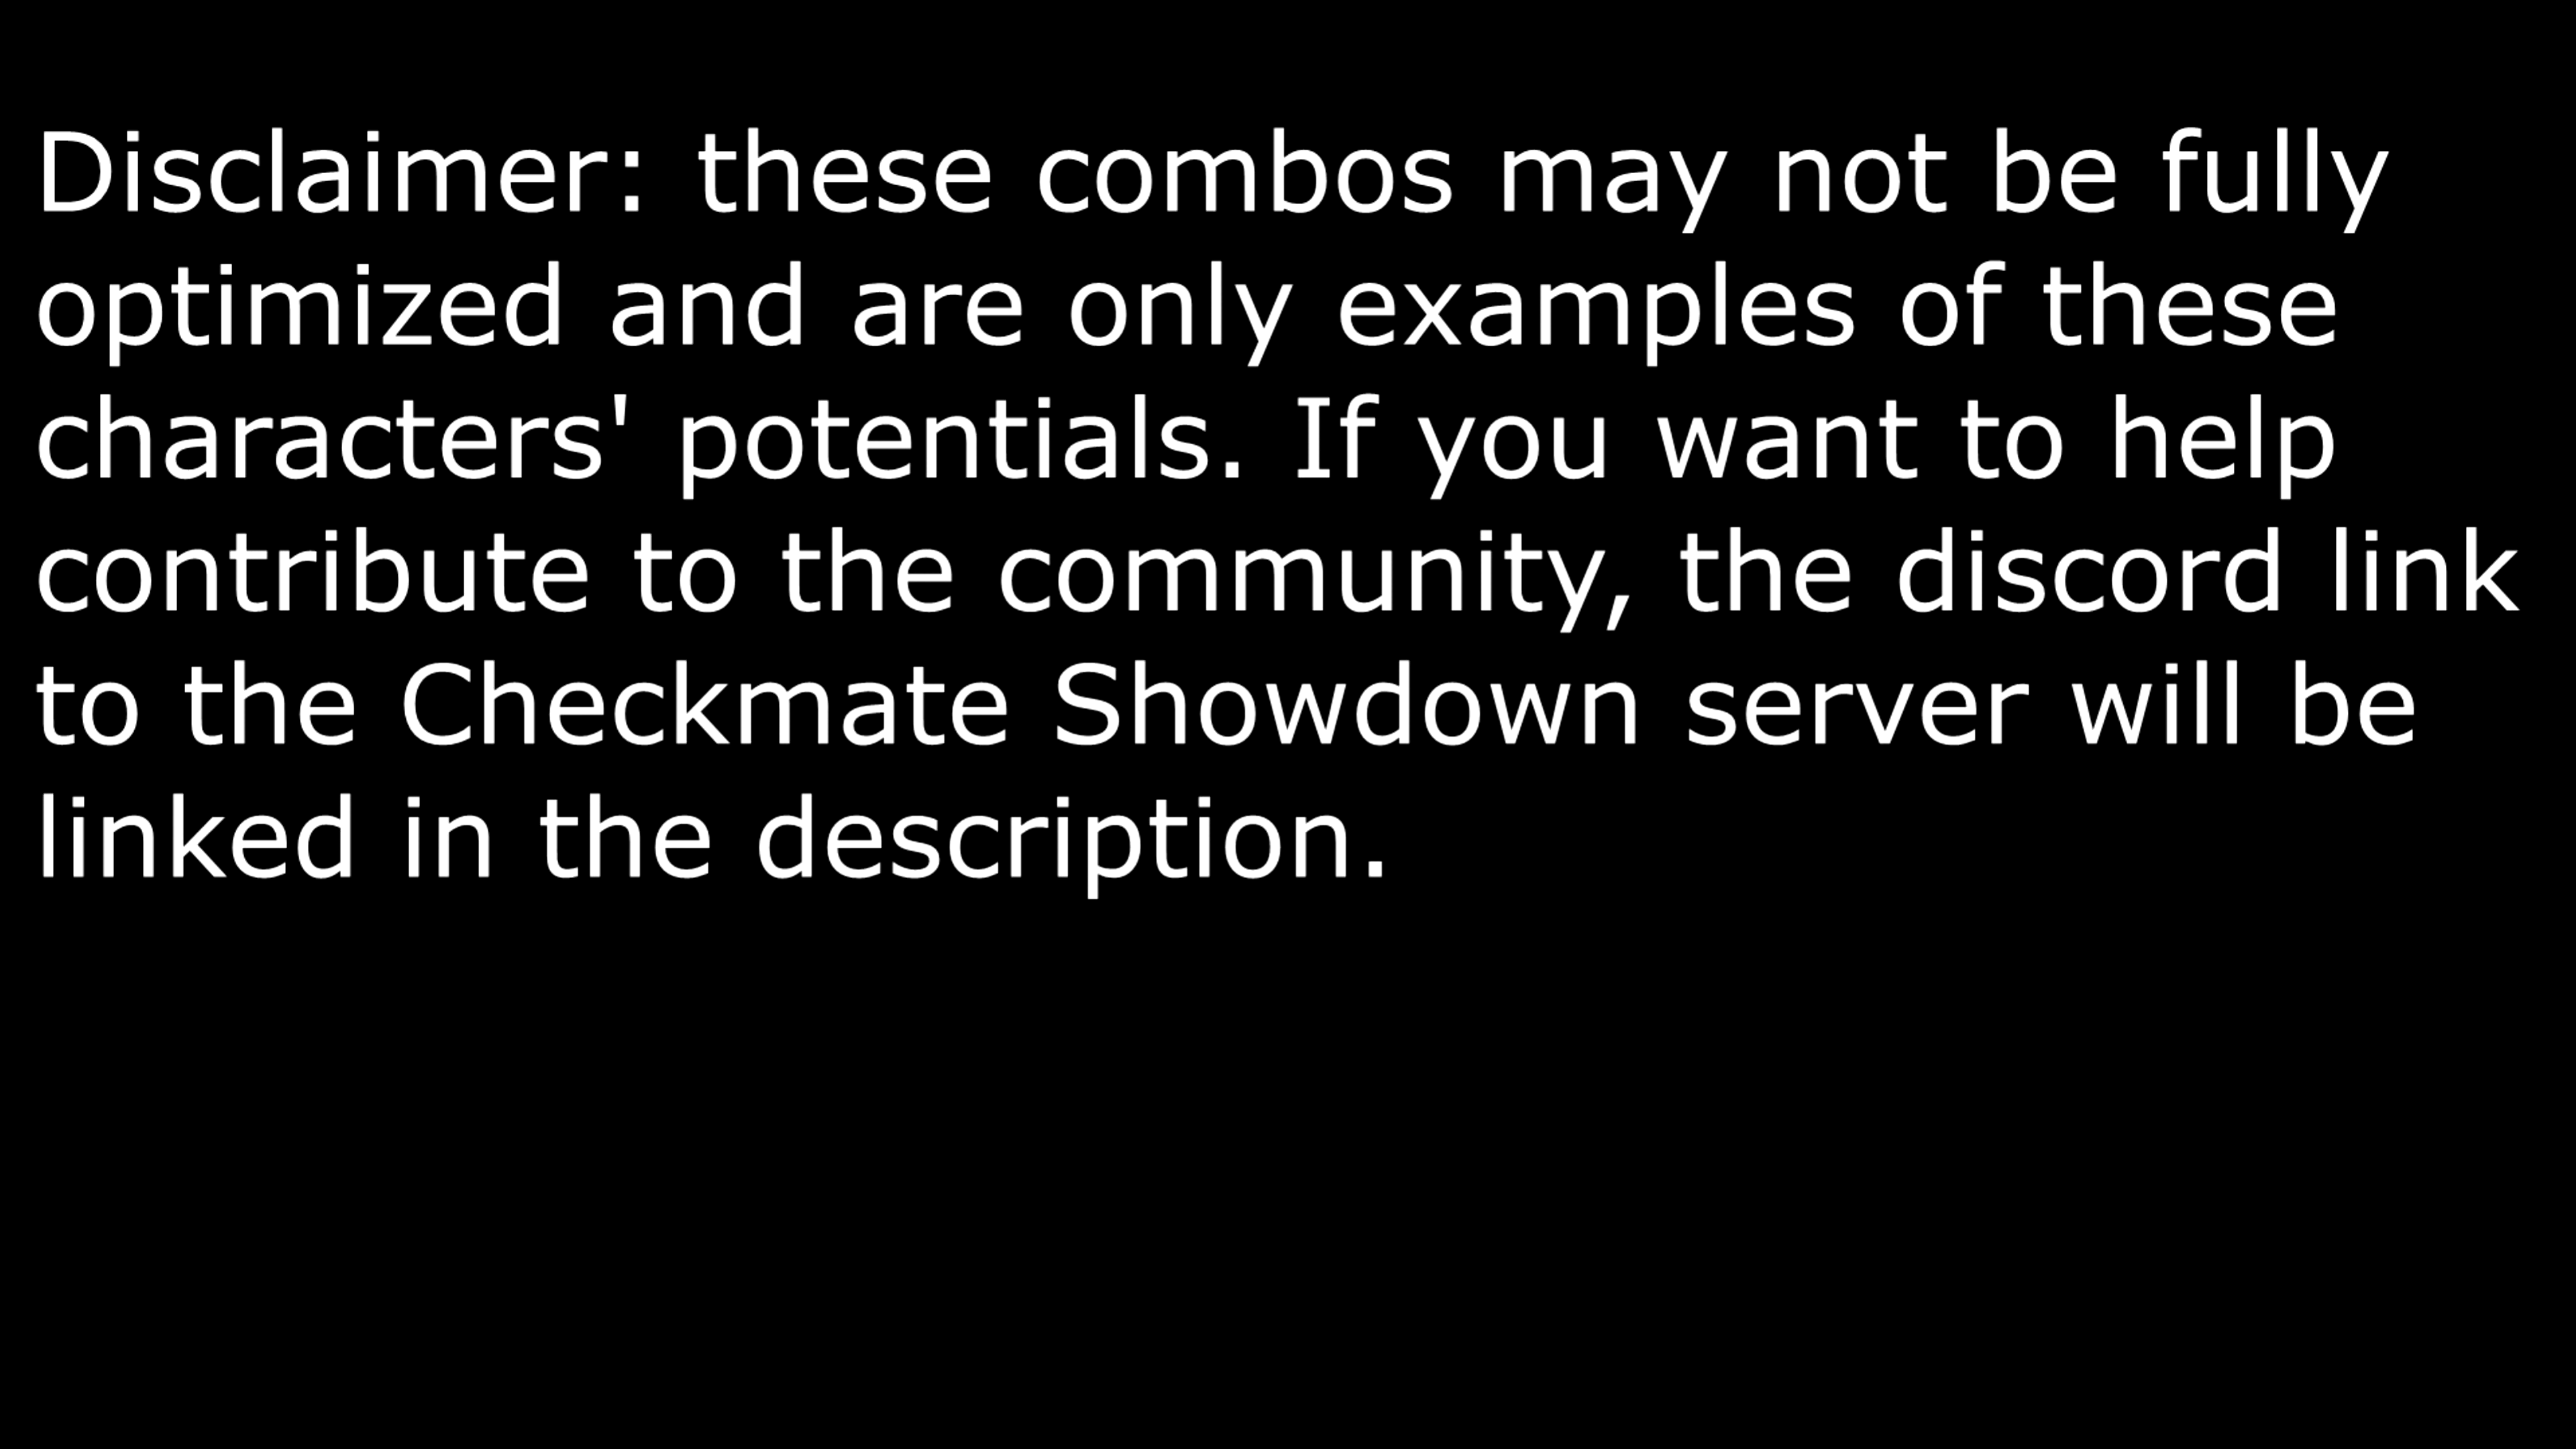 Disclaimer: these combos may not be fully
optimized and are only examples of these
characters' potentials. If you want to help
contribute to the community, the discord link
to the Checkmate Showdown server will be
linked in the description.